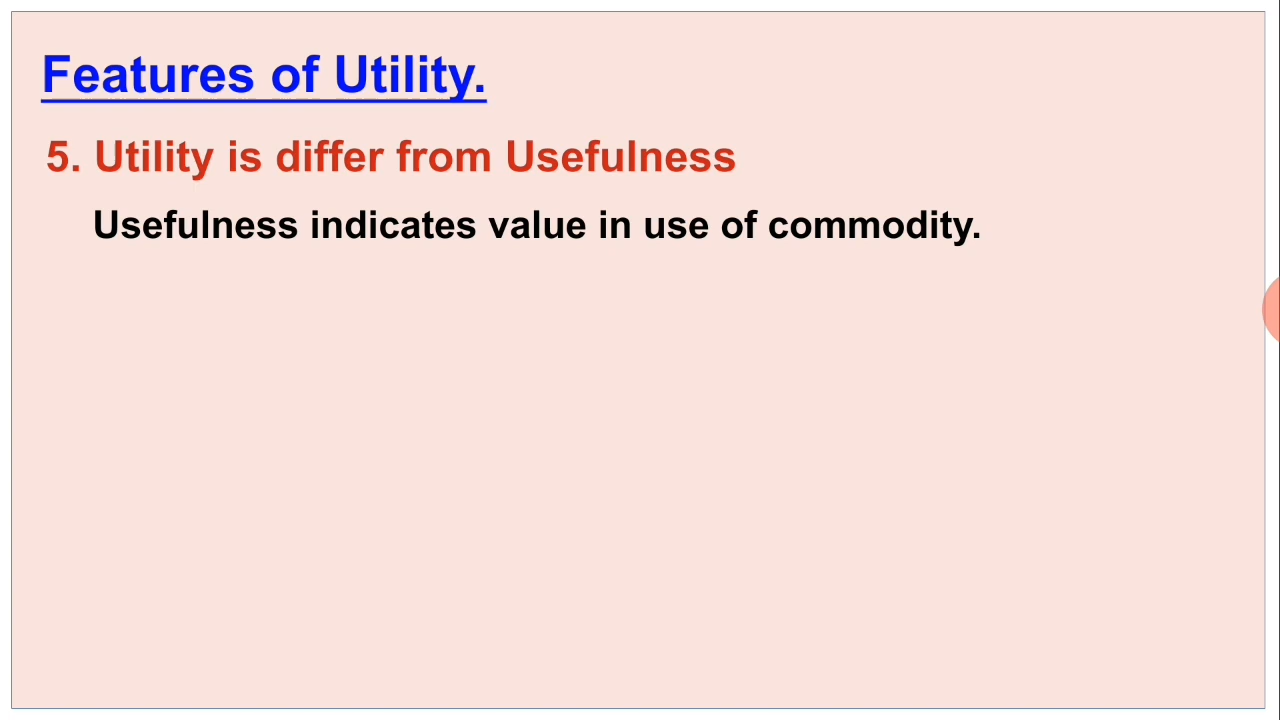 Features of Utility.
5. Utility is differ from Usefulness
Usefulness indicates value in use of commodity.